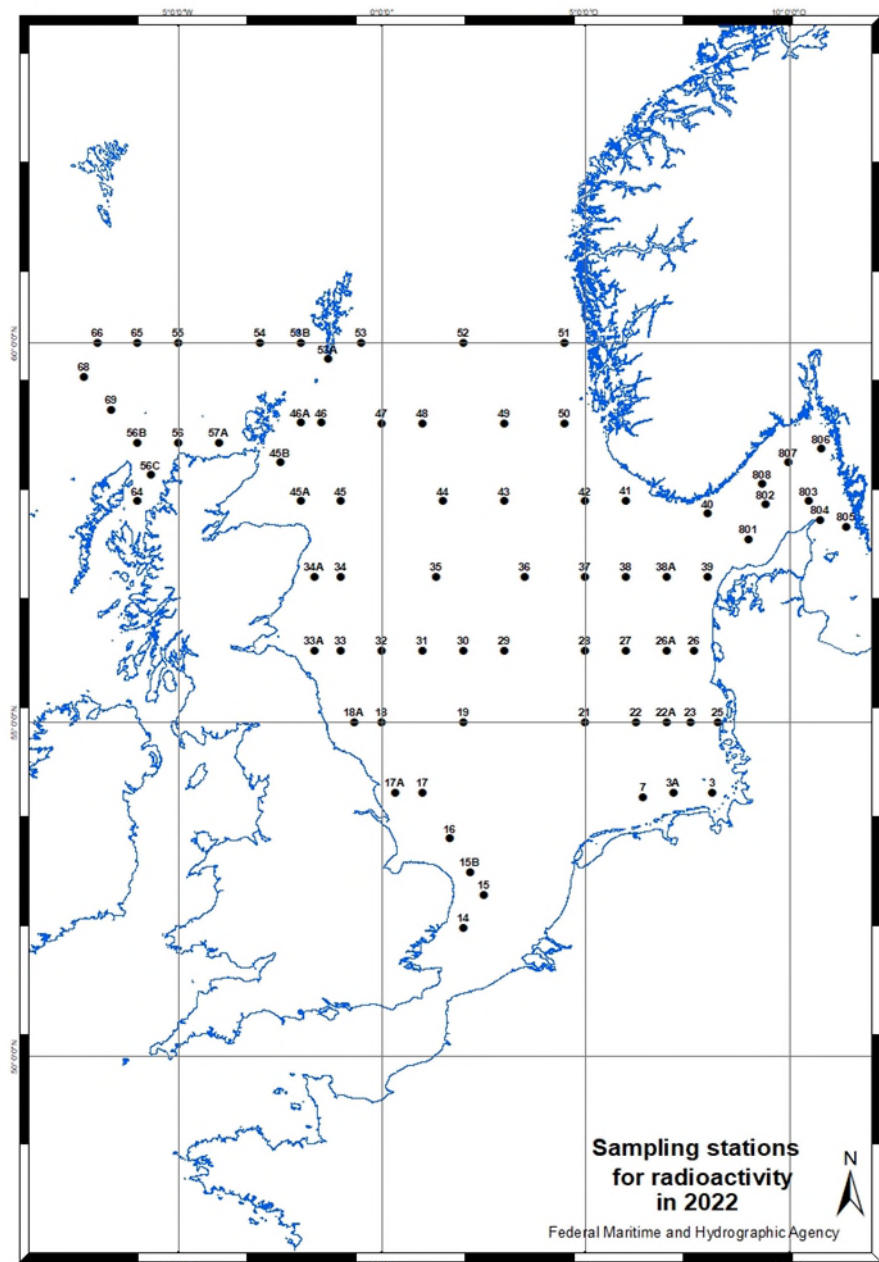 5°0'0"W 0°0'0" 5°0'0"O 10°0'0"O
60°0'0"N
66 65 55 54 53B 53 52 51
53A
68
69
46A 46 47 48 49 50
56B 56 57A
45B
806
807
56C
808
64 45A 45 44 43 42 41
802 803
40
804
805
801
34A 34 35 36 37 38 38A 39
33A 33 32 31 30 29 28 27 26A 26
55°0'0"N
18A 18 19 21 22 22A 23 25
17A 17 7 3A 3
16
15B
15
14
50°0'0"N
Sampling stations
for radioactivity
in 2022
N
Federal Maritime and Hydrographic Agency